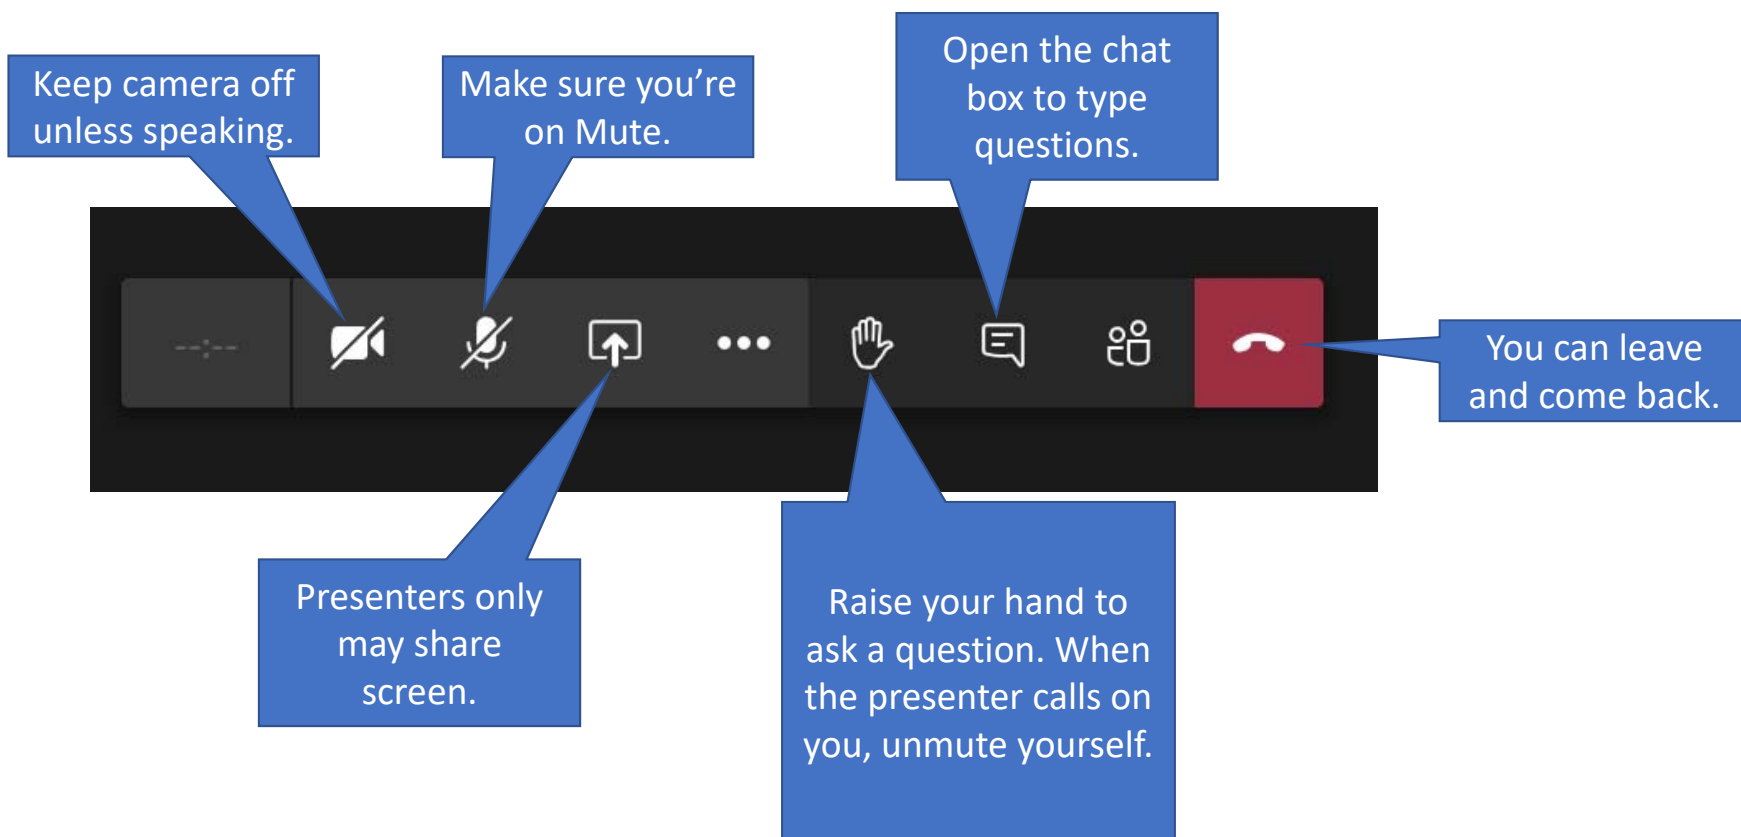 Keep camera off
unless speaking.
Make sure you're
on Mute.
Open the chat
box to type
questions.
--:--
You can leave
and come back.
Presenters only
may share
screen.
Raise your hand to
ask a question. When
the presenter calls on
you, unmute yourself.